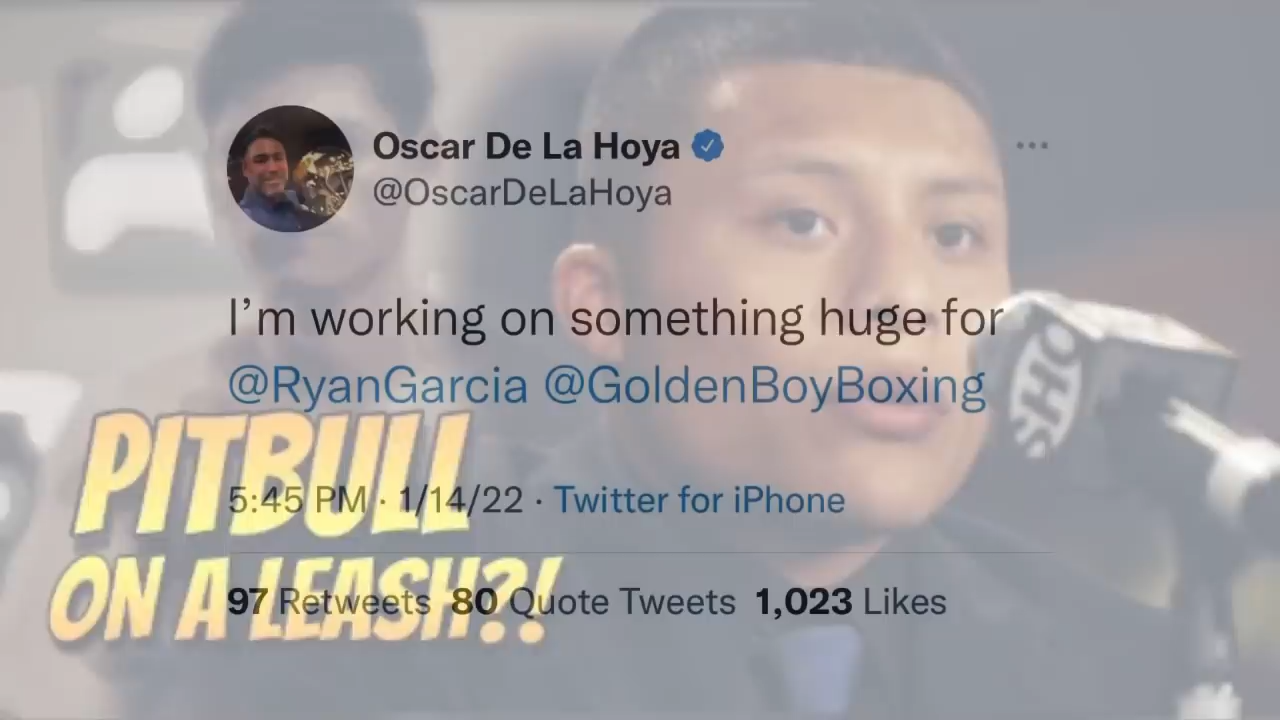 Oscar De La Hoya
@OscarDeLaHoya
I’m working on something huge for
@RyanGarcia @GoldenBoyBoxing
PITBULL
ON A LEASH?!
5:45 PM · 1/14/22 · Twitter for iPhone
97 Retweets 80 Quote Tweets 1,023 Likes
SHO